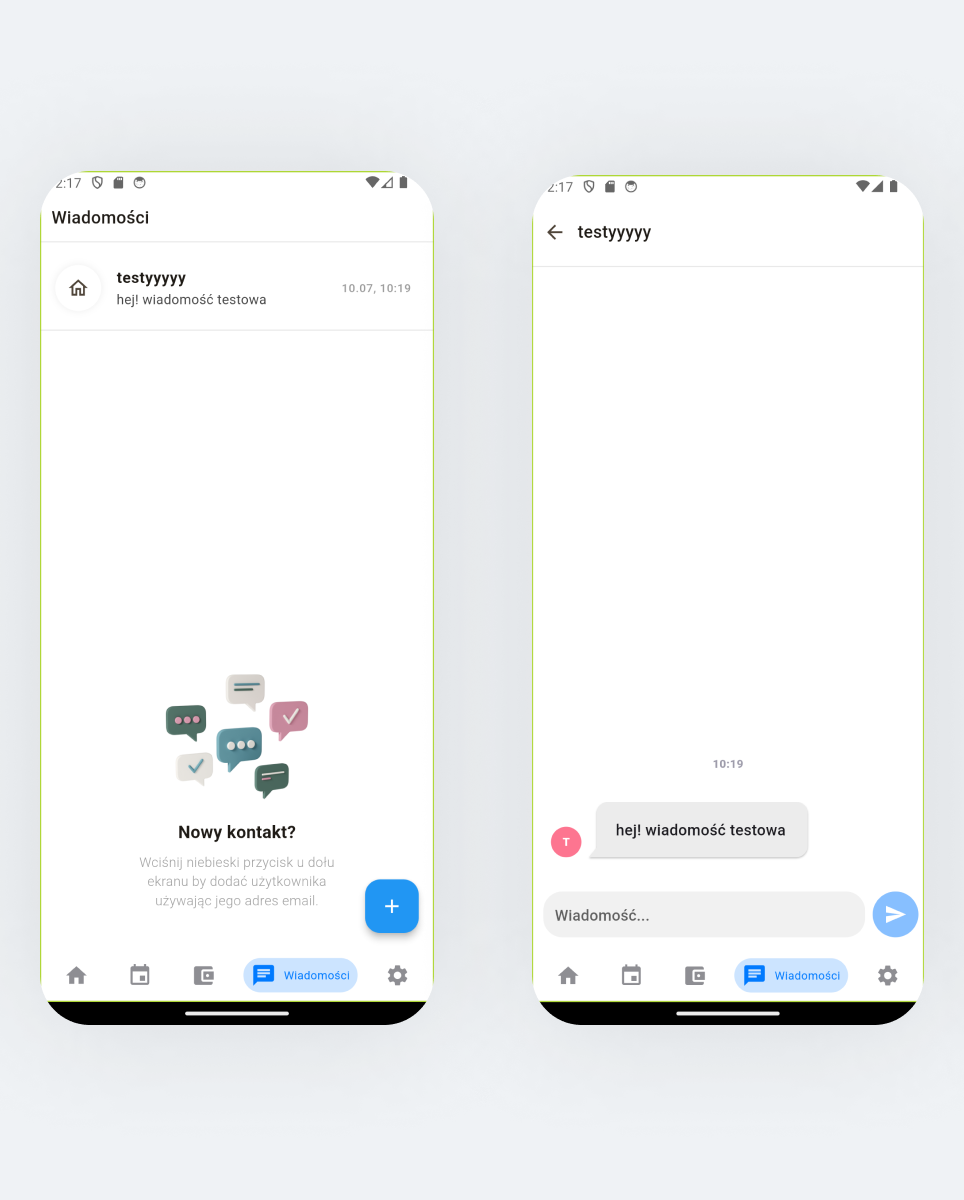 2:17
Wiadomości
testyyyyy
hej! wiadomość testowa
10.07, 10:19
Nowy kontakt?
Wciśnij niebieski przycisk u dołu
ekranu by dodać użytkownika
używając jego adres email.
Wiadomości
2:17
testyyyyy
10:19
T
hej! wiadomość testowa
Wiadomość...
Wiadomości